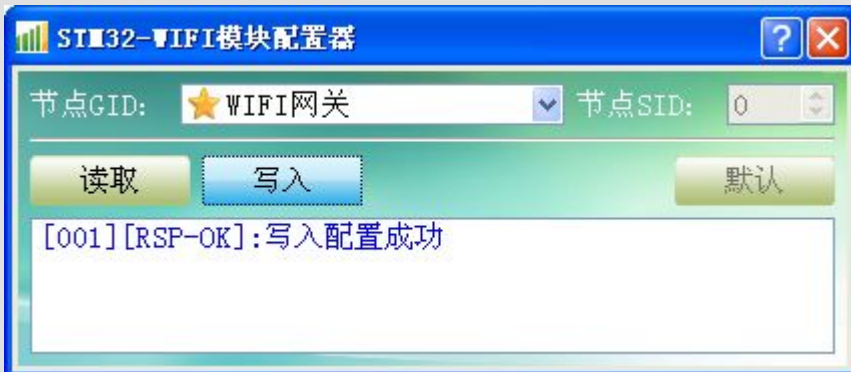 STM32-WIFI模块配置器
节点GID: WIFI网关 节点SID: 0
读取 写入 默认
[001][RSP-OK]:写入配置成功